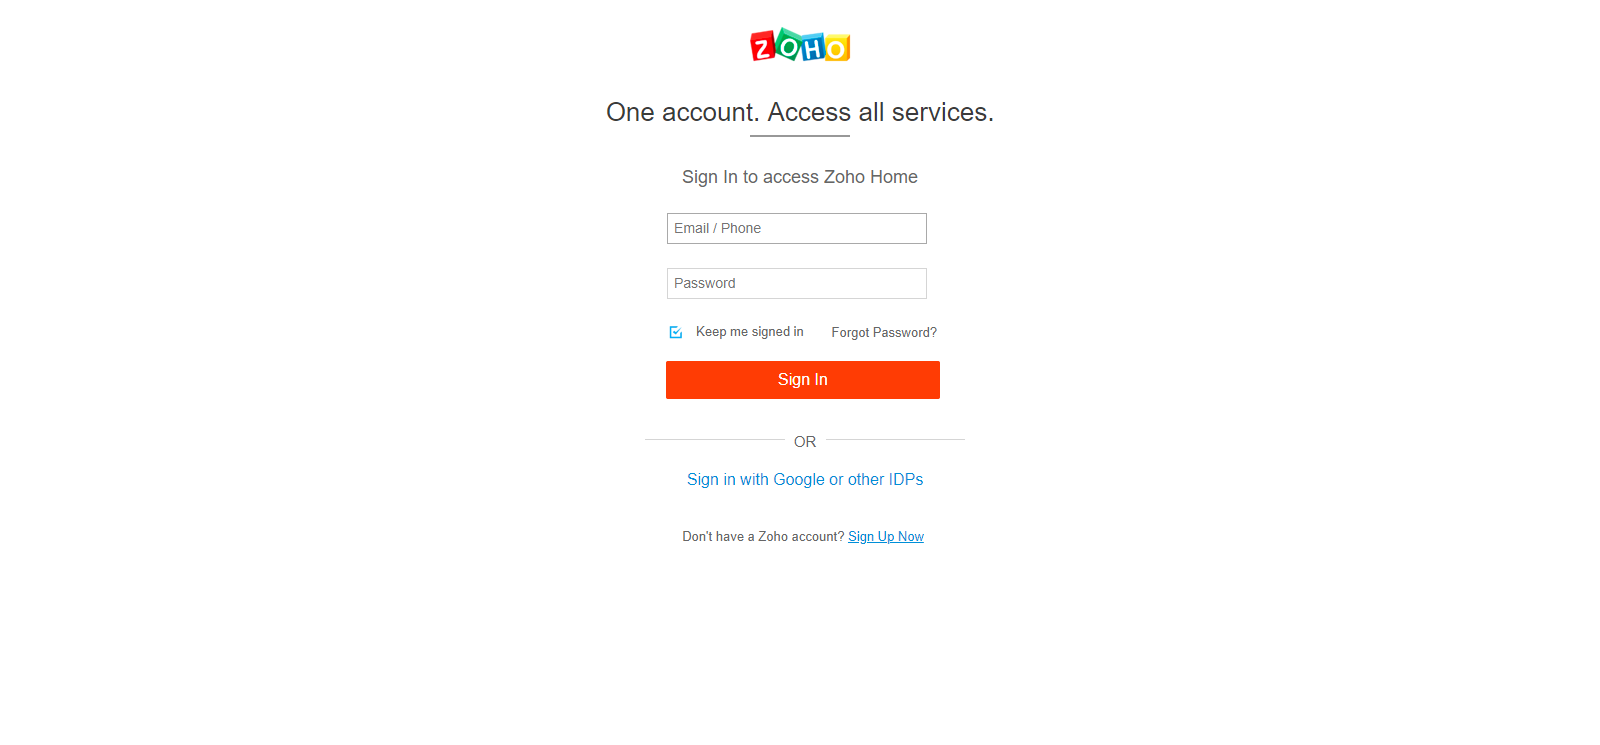 ZOHO
One account. Access all services.
Sign In to access Zoho Home
Email / Phone
Password
Keep me signed in Forgot Password?
Sign In
OR
Sign in with Google or other IDPs
Don't have a Zoho account? Sign Up Now